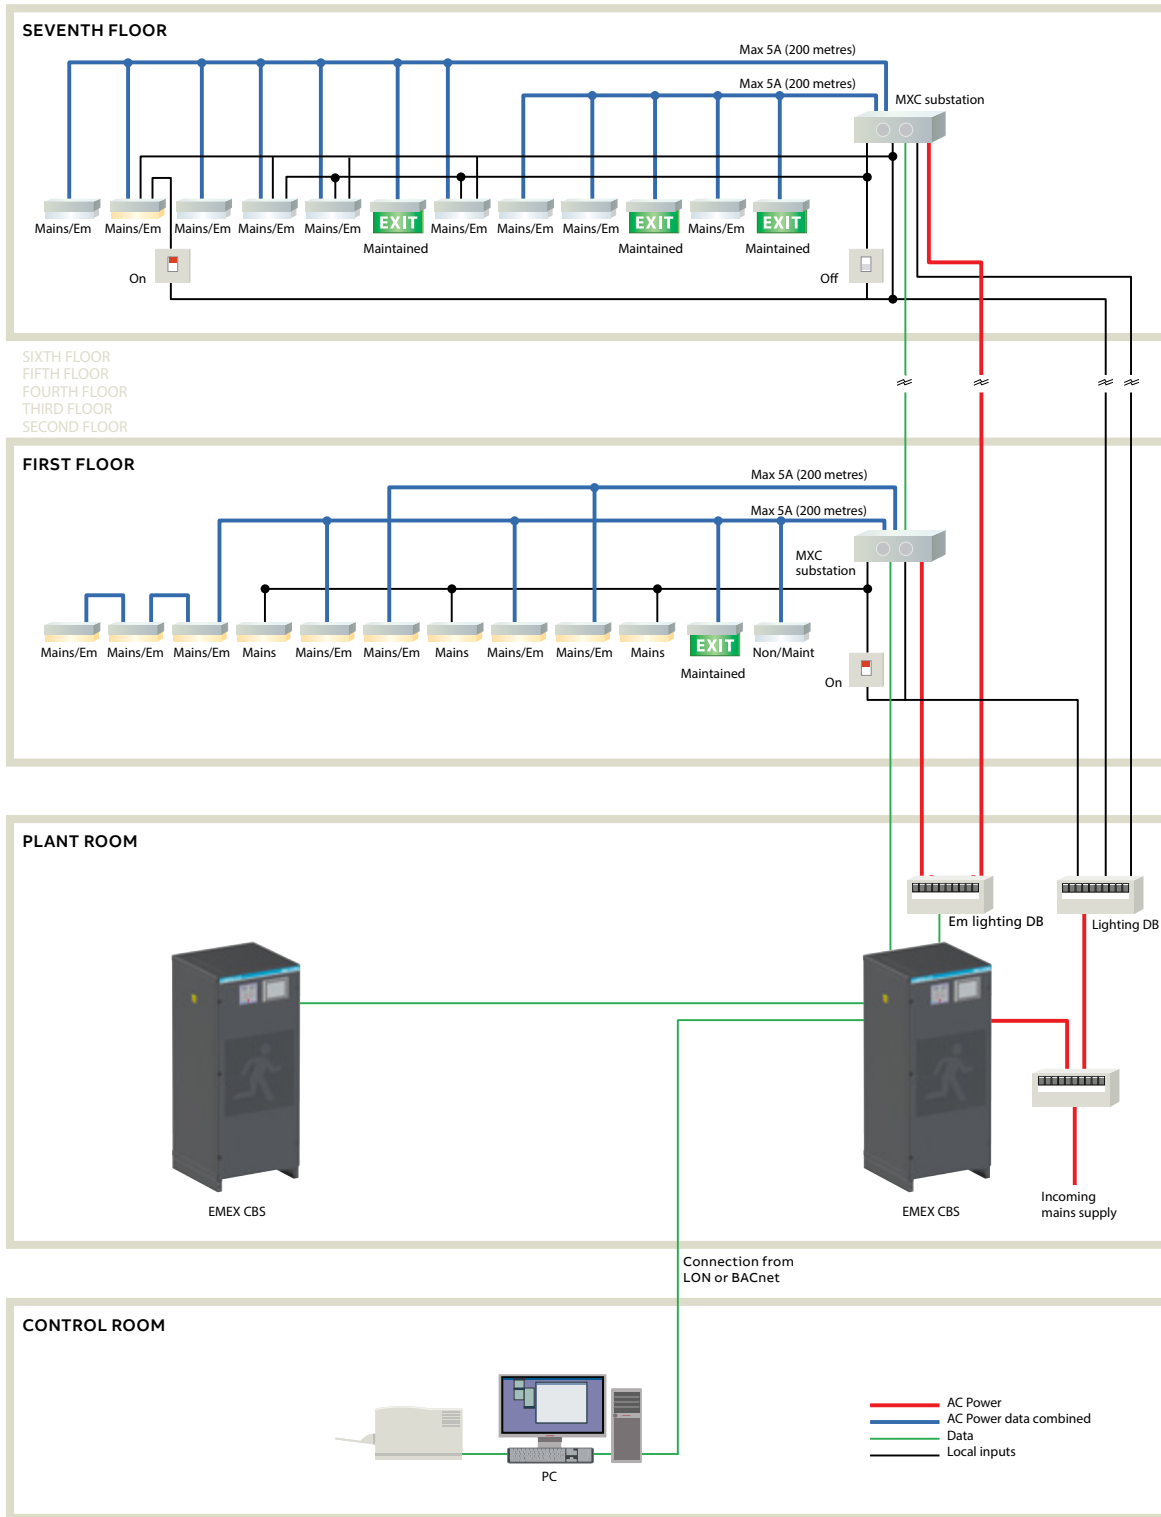 SEVENTH FLOOR
Max 5A (200 metres)
Max 5A (200 metres)
MXC substation
EXIT
EXIT
EXIT
Mains/Em
Mains/Em
Mains/Em
Mains/Em
Mains/Em
Maintained
Mains/Em
Mains/Em
Mains/Em
Maintained
Mains/Em
Maintained
On
Off
SIXTH FLOOR
FIFTH FLOOR
FOURTH FLOOR
THIRD FLOOR
SECOND FLOOR
FIRST FLOOR
Max 5A (200 metres)
Max 5A (200 metres)
MXC
substation
EXIT
Mains/Em
Mains/Em
Mains/Em
Mains
Mains/Em
Mains/Em
Mains
Mains/Em
Mains/Em
Mains
Maintained
Non/Maint
On
PLANT ROOM
Em lighting DB
Lighting DB
EMEX CBS
EMEX CBS
Incoming
mains supply
Connection from
LON or BACnet
CONTROL ROOM
PC
AC Power
AC Power data combined
Data
Local inputs